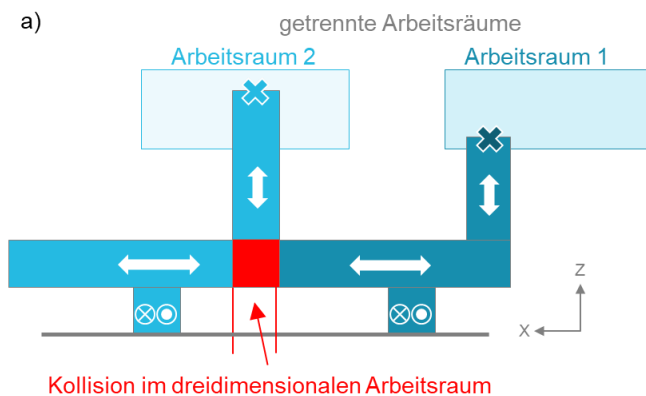 a)
getrennte Arbeitsräume
Arbeitsraum 2
Arbeitsraum 1
Z
X
Kollision im dreidimensionalen Arbeitsraum